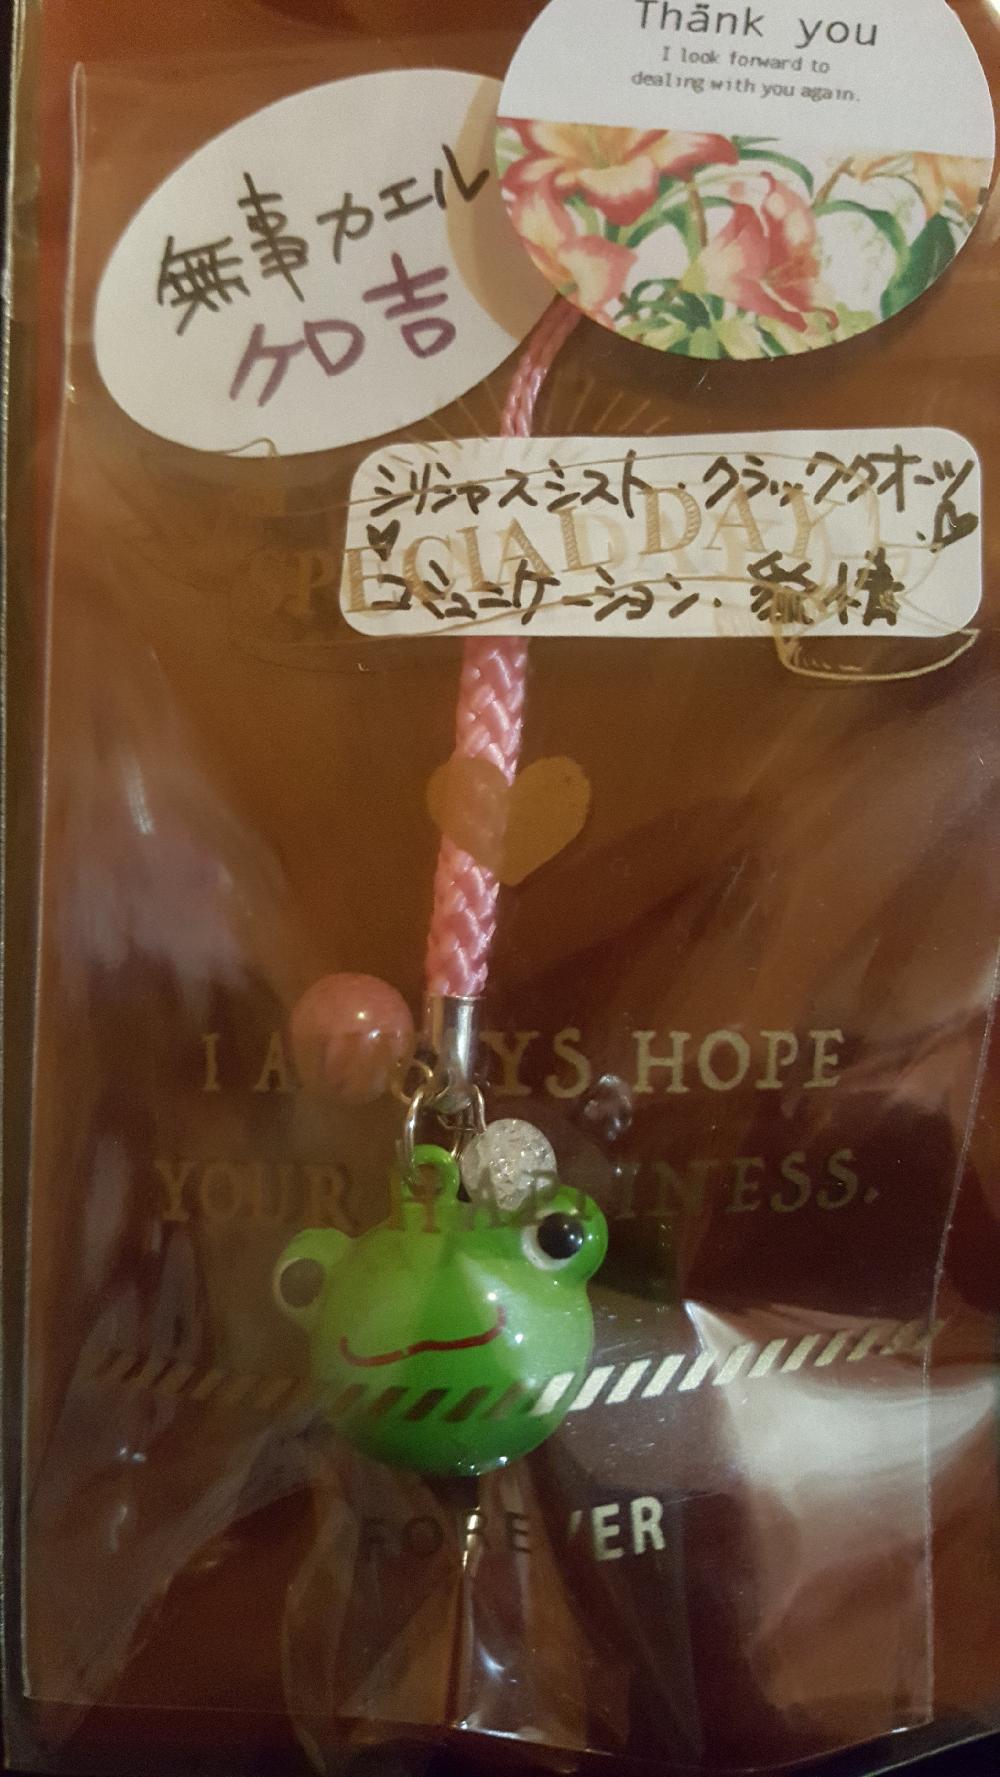 Thank you
I look forward to
dealing with you again.
無事カエル
ケロ吉
シリシャスシスト・クラッククオーツ
SPECIAL DAY!
コミュニケーション・
I ALWAYS HOPE
YOUR HAPPINESS.
FOREVER